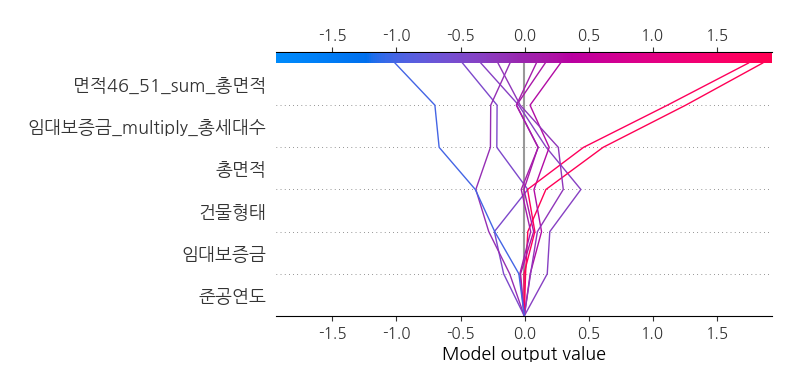 -1.5 -1.0 -0.5 0.0 0.5 1.0 1.5
면적46_51_sum_총면적
임대보증금_multiply_총세대수
총면적
건물형태
임대보증금
준공연도
-1.5 -1.0 -0.5 0.0 0.5 1.0 1.5
Model output value